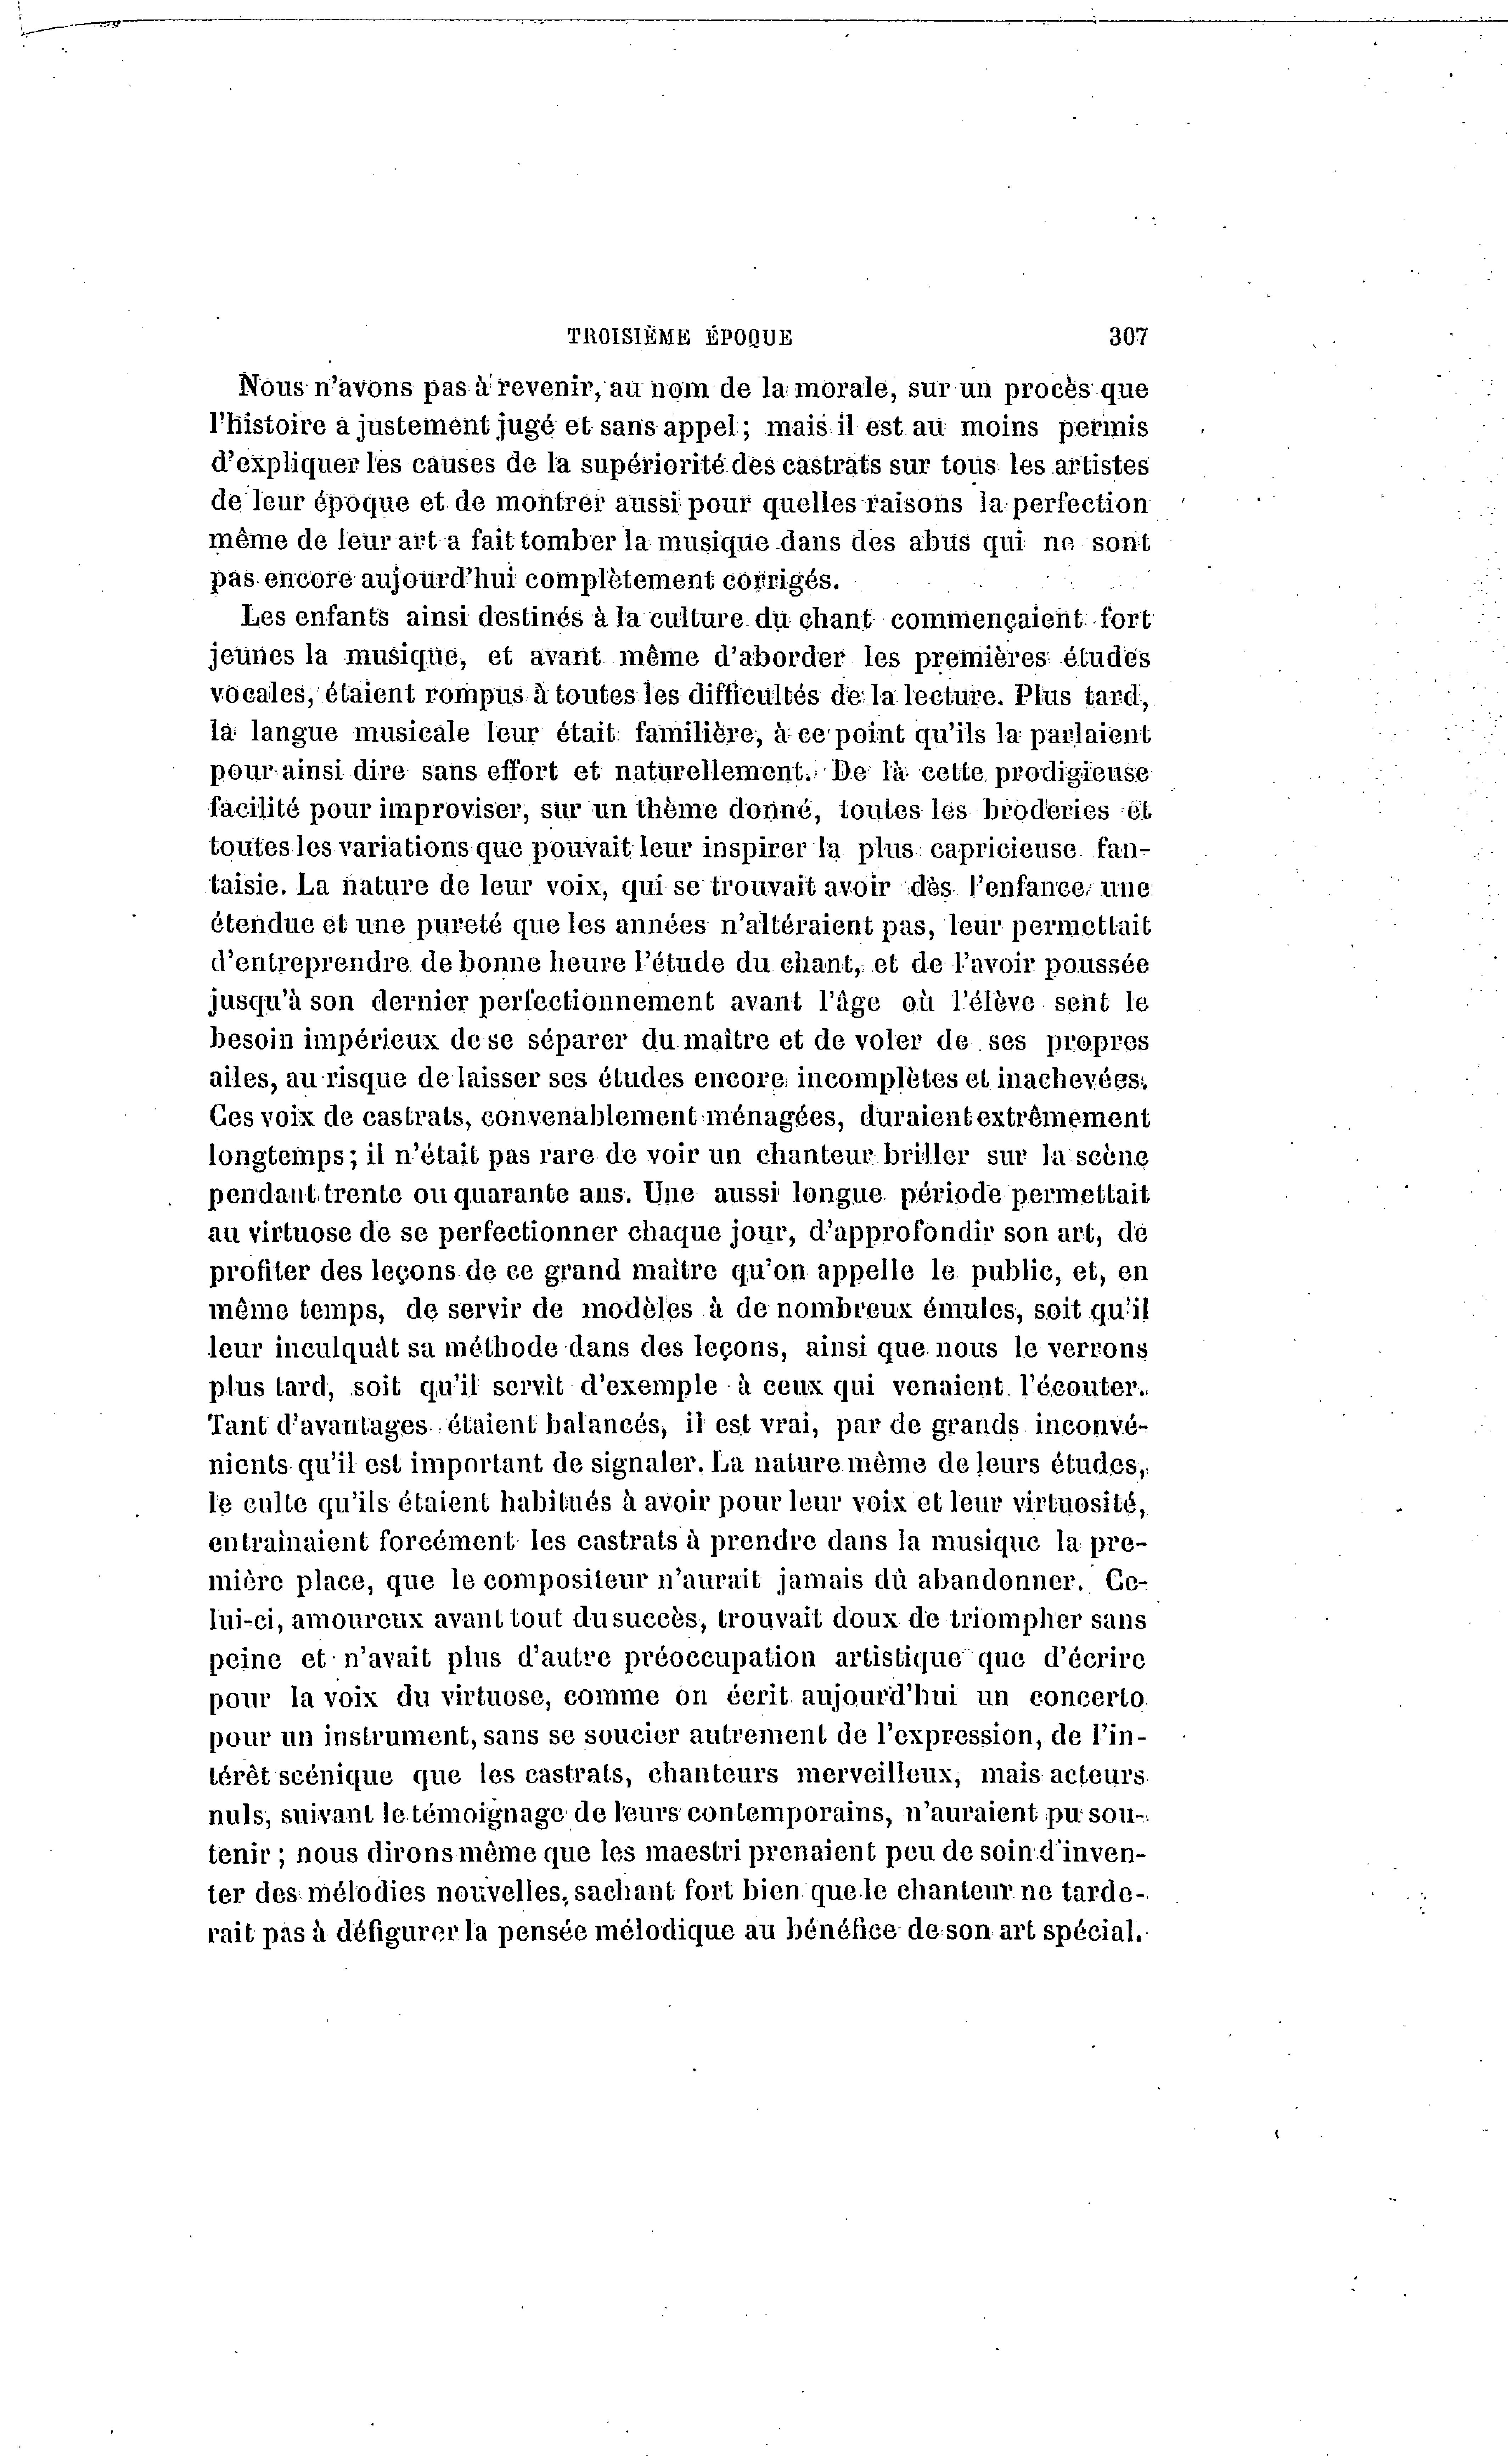 TROISIÈME ÉPOQUE 307
Nous n'avons pas à revenir, au nom de la morale, sur un procès que
l'histoire a justement jugé et sans appel; mais il est au moins permis
d'expliquer les causes de la supériorité des castrats sur tous les artistes
de leur époque et de montrer aussi pour quelles raisons la perfection
même de leur art a fait tomber la musique dans des abus qui ne sont
pas encore aujourd'hui complètement corrigés.
Les enfants ainsi destinés à la culture du chant commençaient fort
jeunes la musique, et avant même d'aborder les premières études
vocales, étaient rompus à toutes les difficultés de la lecture. Plus tard,
la langue musicale leur était familière, à ce point qu'ils la parlaient
pour ainsi dire sans effort et naturellement. De là cette prodigieuse
facilité pour improviser, sur un thème donné, toutes les broderies et
toutes les variations que pouvait leur inspirer la plus capricieuse fan-
taisie. La nature de leur voix, qui se trouvait avoir dès l'enfance une
étendue et une pureté que les années n'altéraient pas, leur permettait
d'entreprendre de bonne heure l'étude du chant, et de l'avoir poussée
jusqu'à son dernier perfectionnement avant l'âge où l'élève sent le
besoin impérieux de se séparer du maître et de voler de ses propres
ailes, au risque de laisser ses études encore incomplètes et inachevées.
Ces voix de castrats, convenablement ménagées, duraient extrêmement
longtemps; il n'était pas rare de voir un chanteur briller sur la scène
pendant trente ou quarante ans. Une aussi longue période permettait
au virtuose de se perfectionner chaque jour, d'approfondir son art, de
profiter des leçons de ce grand maître qu'on appelle le public, et, en
même temps, de servir de modèles à de nombreux émules, soit qu'il
leur inculquât sa méthode dans des leçons, ainsi que nous le verrons
plus tard, soit qu'il servit d'exemple à ceux qui venaient l'écouter.
Tant d'avantages étaient balancés, il est vrai, par de grands inconvé-
nients qu'il est important de signaler. La nature même de leurs études,
le culte qu'ils étaient habitués à avoir pour leur voix et leur virtuosité,
entraînaient forcément les castrats à prendre dans la musique la pre-
mière place, que le compositeur n'aurait jamais dû abandonner. Ce-
lui-ci, amoureux avant tout du succès, trouvait doux de triompher sans
peine et n'avait plus d'autre préoccupation artistique que d'écrire
pour la voix du virtuose, comme on écrit aujourd'hui un concerto
pour un instrument, sans se soucier autrement de l'expression, de l'in-
térêt scénique que les castrats, chanteurs merveilleux, mais acteurs
nuls, suivant le témoignage de leurs contemporains, n'auraient pu sou-
tenir; nous dirons même que les maestri prenaient peu de soin d'inven-
ter des mélodies nouvelles, sachant fort bien que le chanteur ne tarde-
rait pas à défigurer la pensée mélodique au bénéfice de son art spécial.